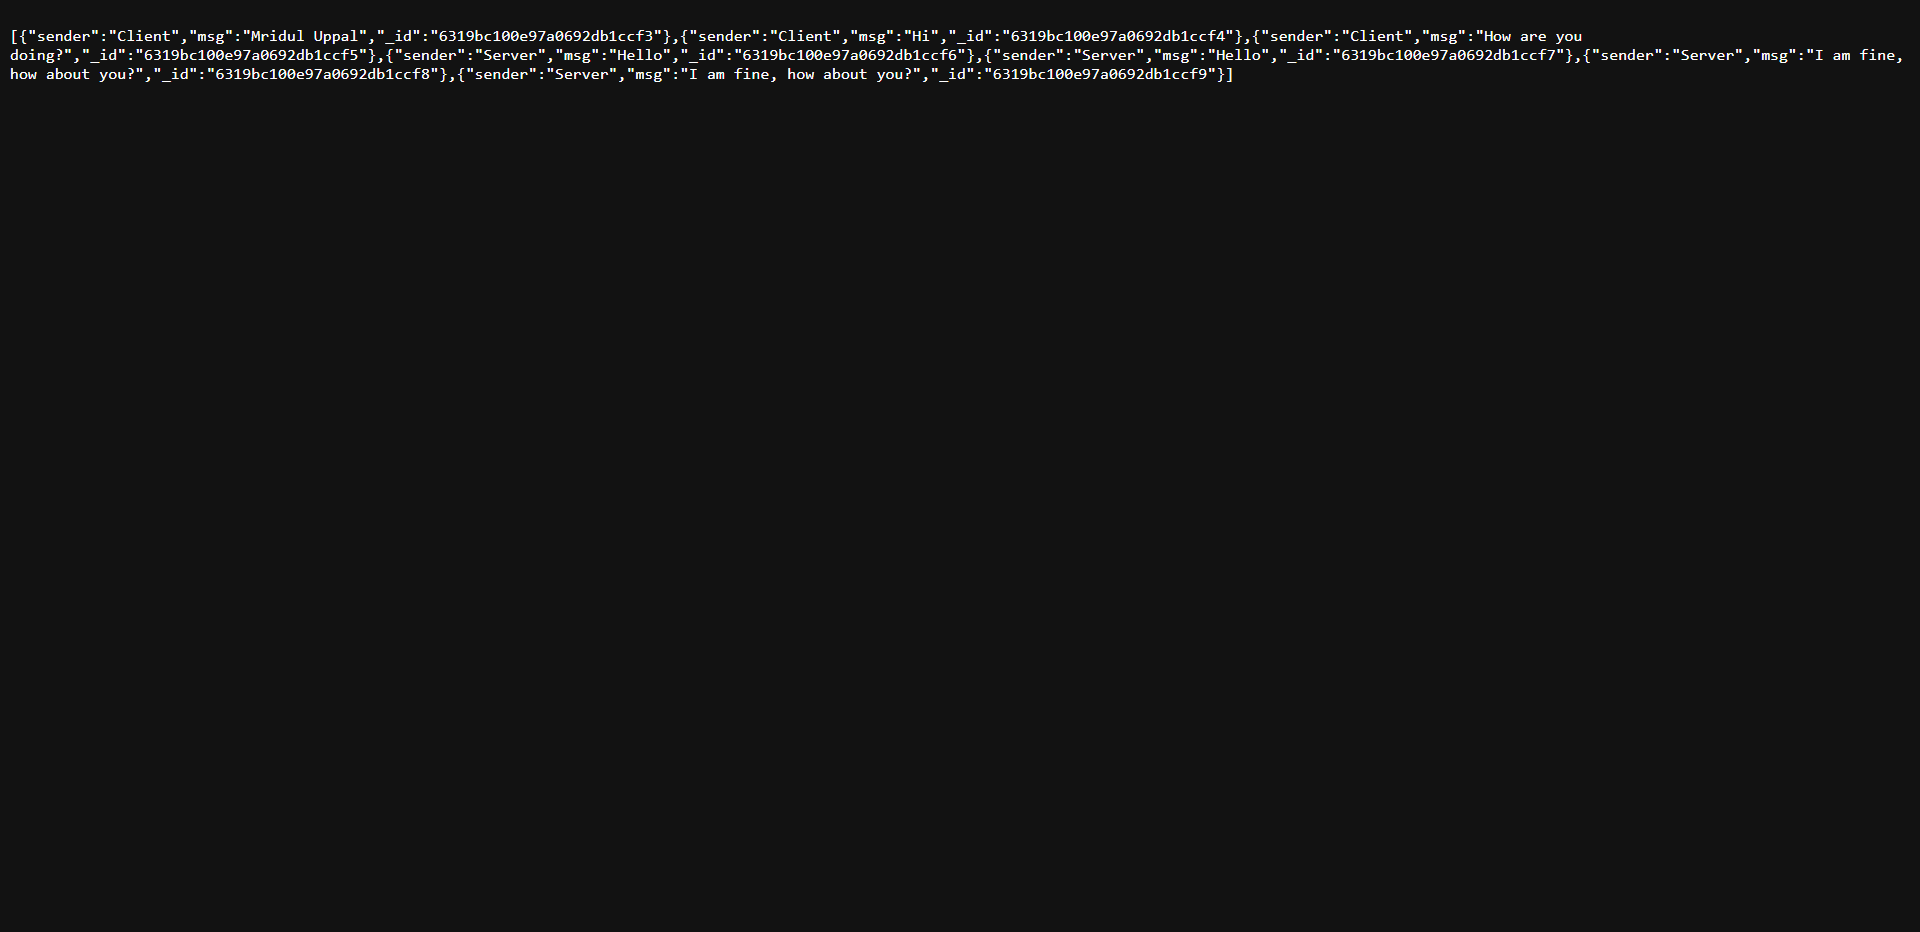 [{"sender":"Client","msg":"Mridul Uppal","_id":"6319bc100e97a0692db1ccf3"},{"sender":"Client","msg":"Hi","_id":"6319bc100e97a0692db1ccf4"},{"sender":"Client","msg":"How are you
doing?","_id":"6319bc100e97a0692db1ccf5"},{"sender":"Server","msg":"Hello","_id":"6319bc100e97a0692db1ccf6"},{"sender":"Server","msg":"Hello","_id":"6319bc100e97a0692db1ccf7"},{"sender":"Server","msg":"I am fine,
how about you?","_id":"6319bc100e97a0692db1ccf8"},{"sender":"Server","msg":"I am fine, how about you?","_id":"6319bc100e97a0692db1ccf9"}]